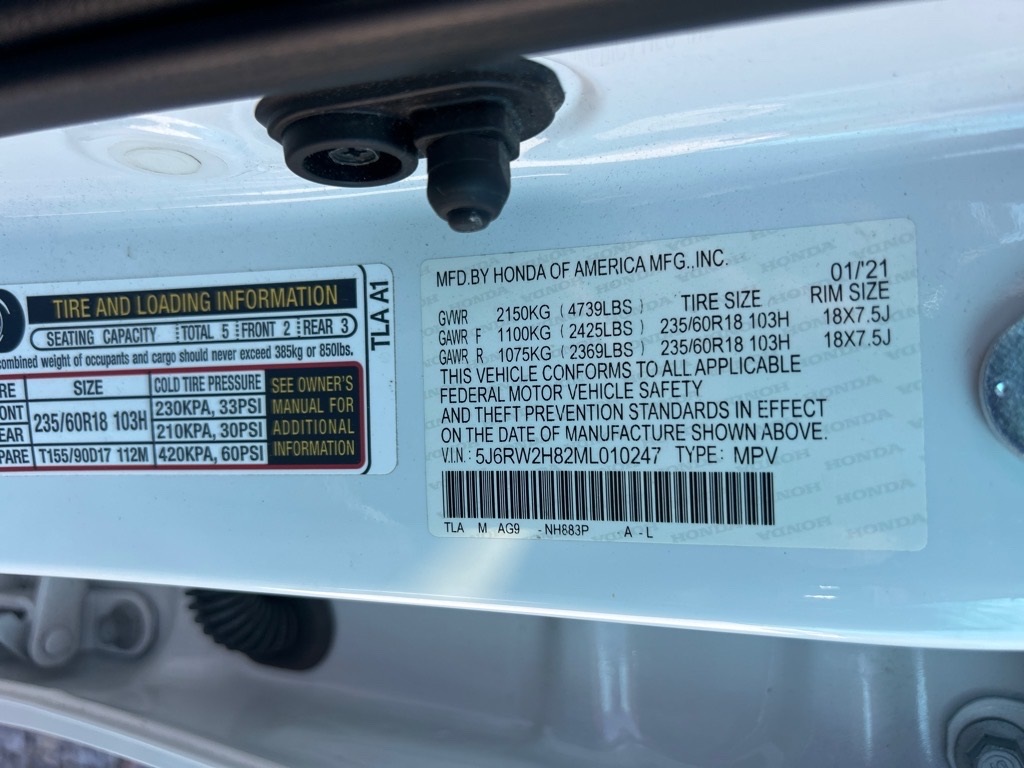 TIRE AND LOADING INFORMATION
SEATING CAPACITY TOTAL 5 FRONT 2 REAR 3
combined weight of occupants and cargo should never exceed 385kg or 850lbs.
SIZE COLD TIRE PRESSURE SEE OWNER'S MANUAL FOR ADDITIONAL INFORMATION
235/60R18 103H 230KPA, 33PSI
210KPA, 30PSI
T155/90D17 112M 420KPA, 60PSI
TLA A1
MFD.BY HONDA OF AMERICA MFG.,INC. 01/'21
GVWR 2150KG (4739LBS) TIRE SIZE RIM SIZE
GAWR F 1100KG (2425LBS) 235/60R18 103H 18X7.5J
GAWR R 1075KG (2369LBS) 235/60R18 103H 18X7.5J
THIS VEHICLE CONFORMS TO ALL APPLICABLE
FEDERAL MOTOR VEHICLE SAFETY
AND THEFT PREVENTION STANDARDS IN EFFECT
ON THE DATE OF MANUFACTURE SHOWN ABOVE.
V.I.N.: 5J6RW2H82ML010247 TYPE: MPV
TLA M AG9 -NH883P A -L